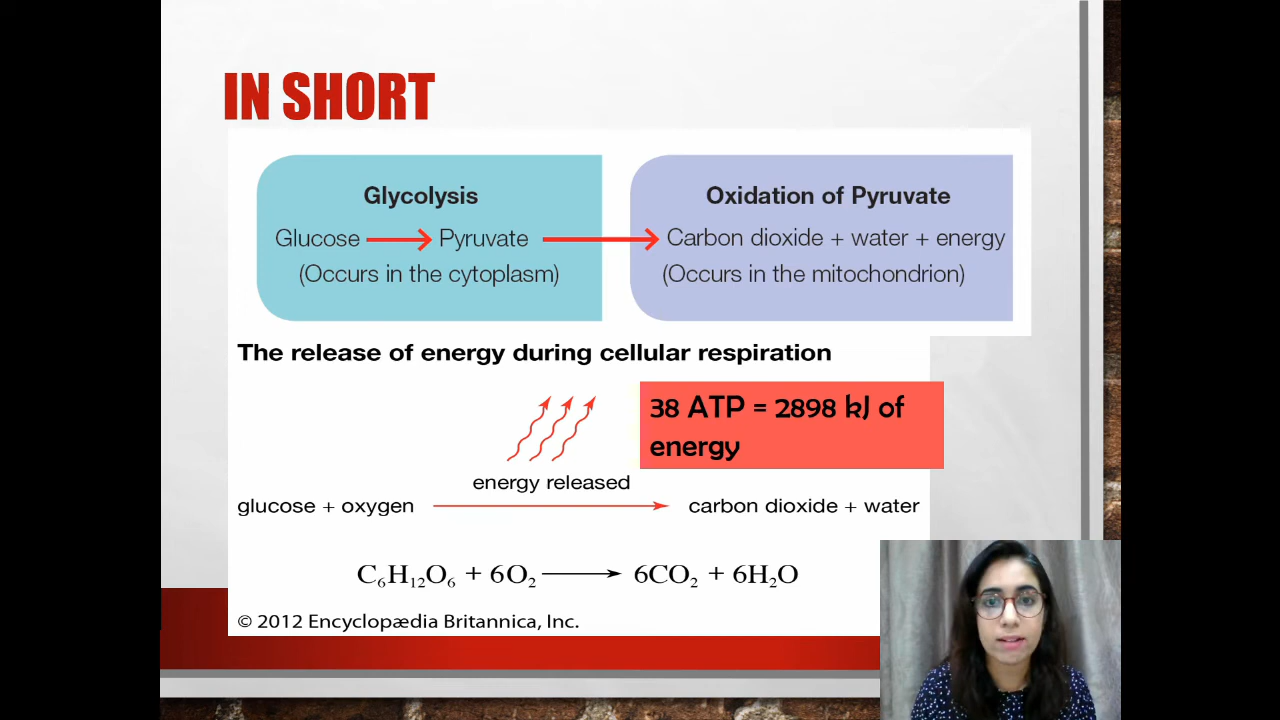 IN SHORT
Glycolysis
Glucose → Pyruvate
(Occurs in the cytoplasm)
Oxidation of Pyruvate
Carbon dioxide + water + energy
(Occurs in the mitochondrion)
The release of energy during cellular respiration
38 ATP = 2898 kJ of
energy
energy released
glucose + oxygen → carbon dioxide + water
C₆H₁₂O₆ + 6O₂ → 6CO₂ + 6H₂O
© 2012 Encyclopædia Britannica, Inc.